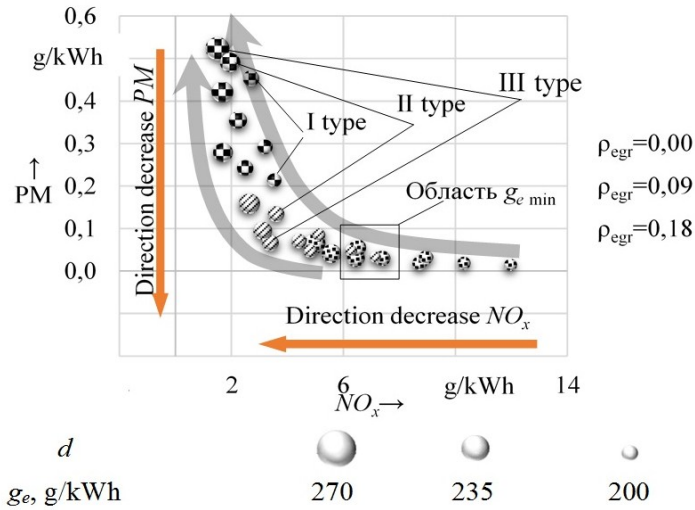 0,6
g/kWh
0,4
0,3
↑
PM
0,2
0,1
0,0
Direction decrease PM
III type
II type
I type
Область gₑ min
ρegr=0,00
ρegr=0,09
ρegr=0,18
Direction decrease NOₓ
2
6
g/kWh
14
NOₓ→
d
gₑ, g/kWh
270
235
200